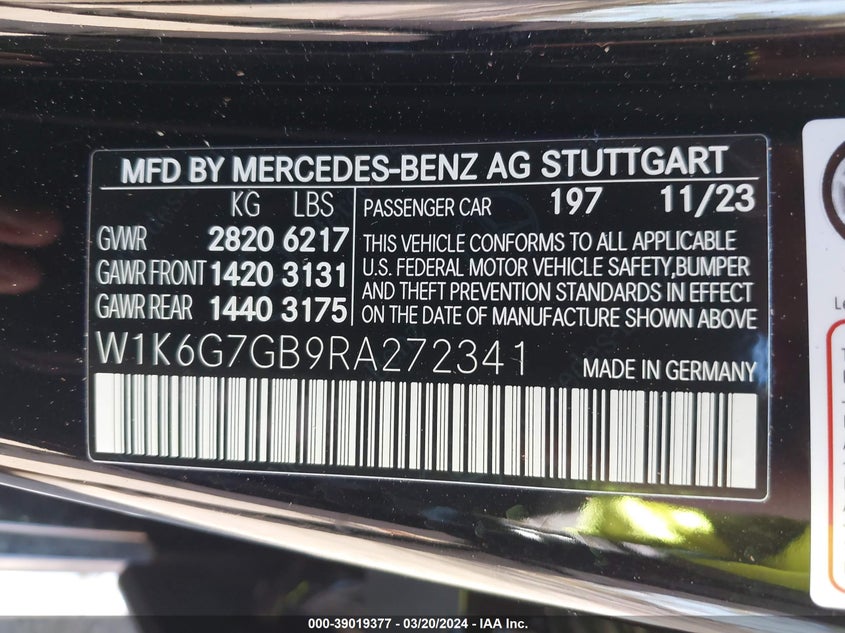 MFD BY MERCEDES-BENZ AG STUTTGART
KG LBS
GVWR 2820 6217
GAWR FRONT 1420 3131
GAWR REAR 1440 3175
PASSENGER CAR 197 11/23
THIS VEHICLE CONFORMS TO ALL APPLICABLE
U.S. FEDERAL MOTOR VEHICLE SAFETY,BUMPER
AND THEFT PREVENTION STANDARDS IN EFFECT
ON THE DATE OF MANUFACTURE SHOWN ABOVE
W1K6G7GB9RA272341
MADE IN GERMANY
000-39019377 - 03/20/2024 - IAA Inc.